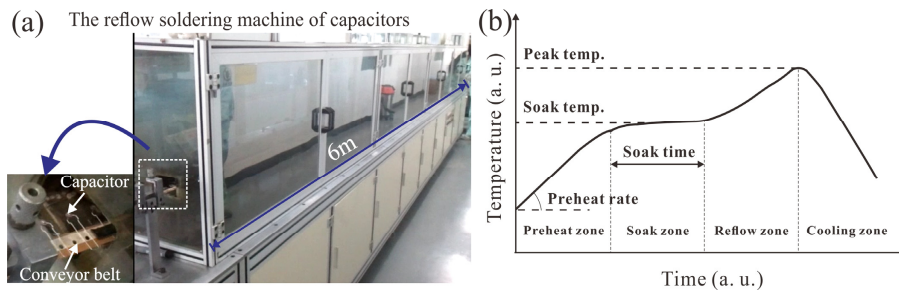 (a)
The reflow soldering machine of capacitors
6m
Capacitor
Conveyor belt
(b)
Temperature (a. u.)
Peak temp.
Soak temp.
Soak time
Preheat rate
Preheat zone
Soak zone
Reflow zone
Cooling zone
Time (a. u.)